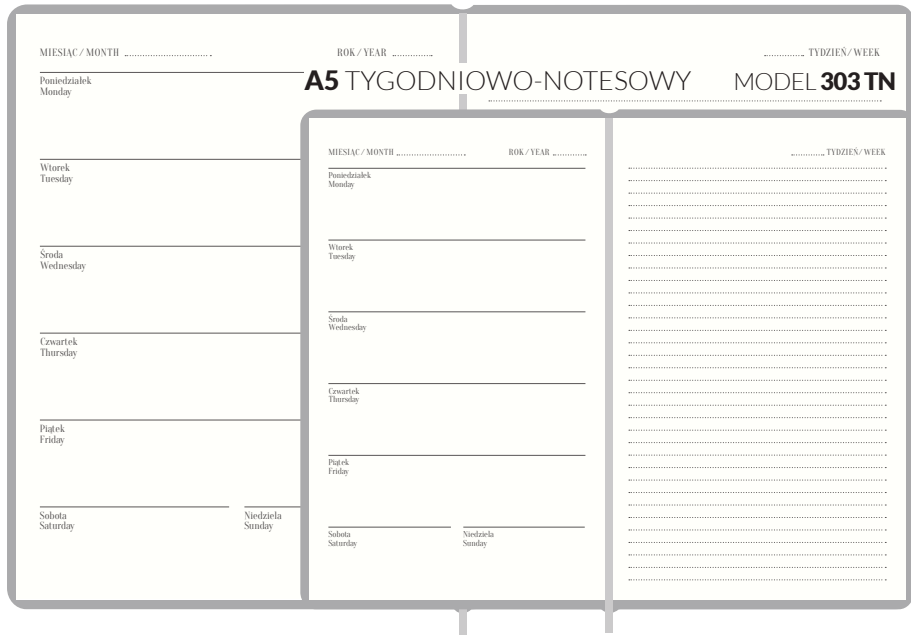 MIESIĄC / MONTH ROK / YEAR TYDZIEŃ / WEEK
A5 TYGODNIOWO-NOTESOWY MODEL 303 TN
Poniedziałek
Monday
Wtorek
Tuesday
Środa
Wednesday
Czwartek
Thursday
Piątek
Friday
Sobota
Saturday
Niedziela
Sunday
MIESIĄC / MONTH ROK / YEAR TYDZIEŃ / WEEK
Poniedziałek
Monday
Wtorek
Tuesday
Środa
Wednesday
Czwartek
Thursday
Piątek
Friday
Sobota
Saturday
Niedziela
Sunday